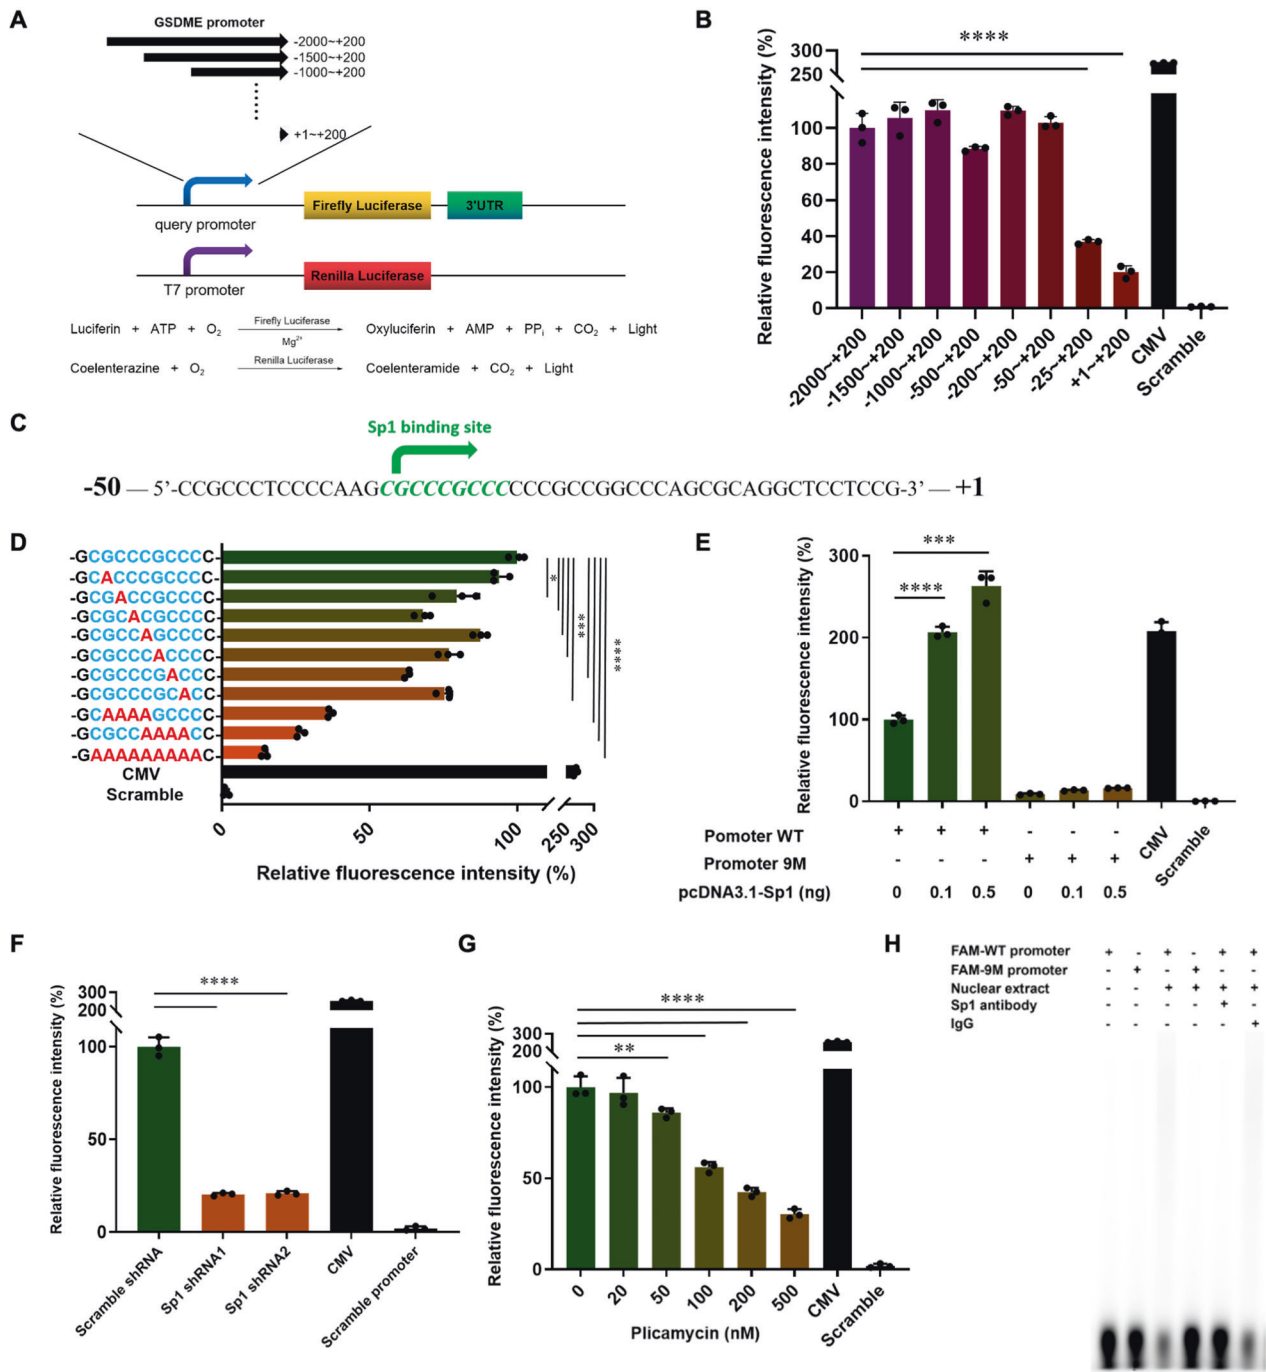 A
GSDME promoter
-2000~+200
-1500~+200
-1000~+200
+1~+200
query promoter
Firefly Luciferase
3'UTR
T7 promoter
Renilla Luciferase
Luciferin + ATP + O2 Firefly Luciferase Mg2+ Oxyluciferin + AMP + PPi + CO2 + Light
Coelenterazine + O2 Renilla Luciferase Coelenteramide + CO2 + Light
B
Relative fluorescence intensity (%)
300
250
100
80
60
40
20
0
****
-2000~+200
-1500~+200
-1000~+200
-500~+200
-200~+200
-50~+200
-25~+200
+1~+200
CMV
Scramble
C
Sp1 binding site
-50 — 5'-CCGCCCTCCCCAAGCGCCCGCCCCCCGCCGGCCCAGCGCAGGCTCCTCCG-3' — +1
D
-GCGCCCGCCCC-
-GCACCCGCCCC-
-GCGACCGCCCC-
-GCGCACGCCCC-
-GCGCCAGCCCC-
-GCGCCCACCCC-
-GCGCCCGACCC-
-GCGCCCGCACC-
-GCAAAAGCCCC-
-GCGCCAAAACC-
-GAAAAAAAAAC-
CMV
Scramble
*
***
****
0
50
100
250
300
Relative fluorescence intensity (%)
E
Relative fluorescence intensity (%)
300
200
100
0
***
****
Pomoter WT + + + - - -
Promoter 9M - - - + + +
pcDNA3.1-Sp1 (ng) 0 0.1 0.5 0 0.1 0.5
CMV
Scramble
F
Relative fluorescence intensity (%)
300
200
100
50
0
****
Scramble shRNA
Sp1 shRNA1
Sp1 shRNA2
CMV
Scramble promoter
G
Relative fluorescence intensity (%)
300
200
100
50
0
****
**
0
20
50
100
200
500
CMV
Scramble
Plicamycin (nM)
H
FAM-WT promoter + - + - + +
FAM-9M promoter - + - + - -
Nuclear extract - - + + + +
Sp1 antibody - - - - + -
IgG - - - - - +